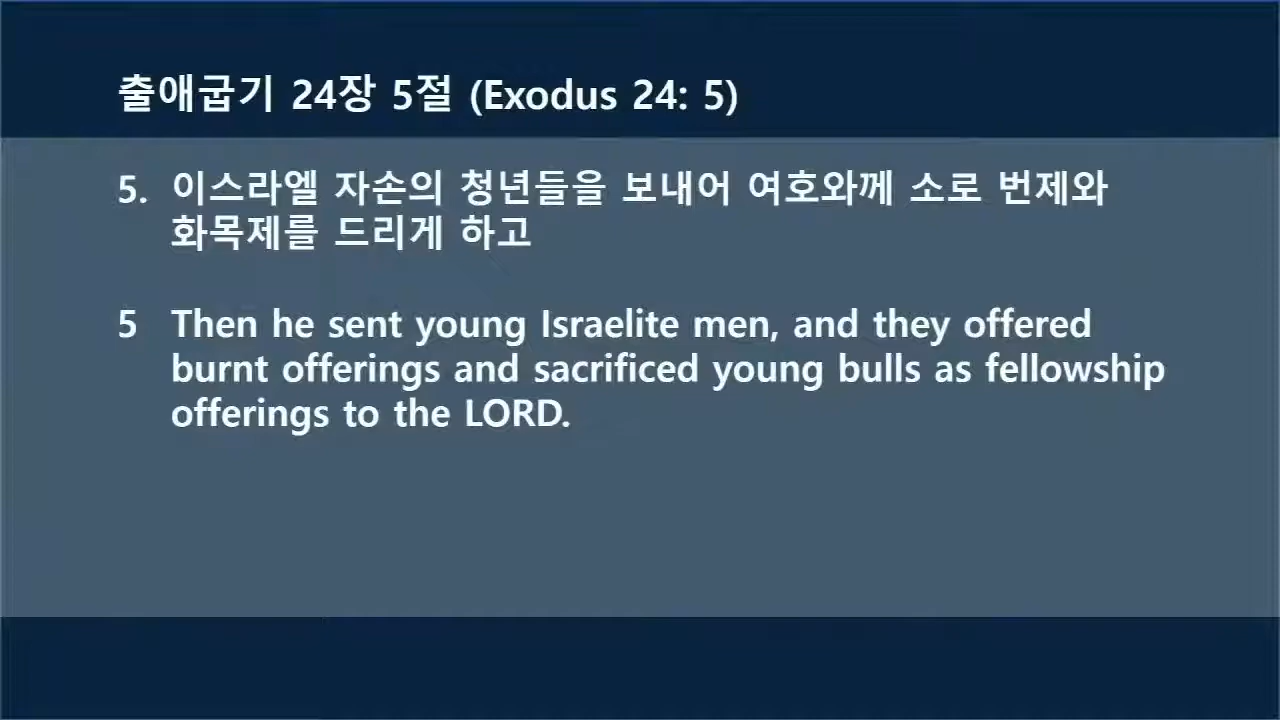 출애굽기 24장 5절 (Exodus 24: 5)
5. 이스라엘 자손의 청년들을 보내어 여호와께 소로 번제와
화목제를 드리게 하고
5 Then he sent young Israelite men, and they offered
burnt offerings and sacrificed young bulls as fellowship
offerings to the LORD.